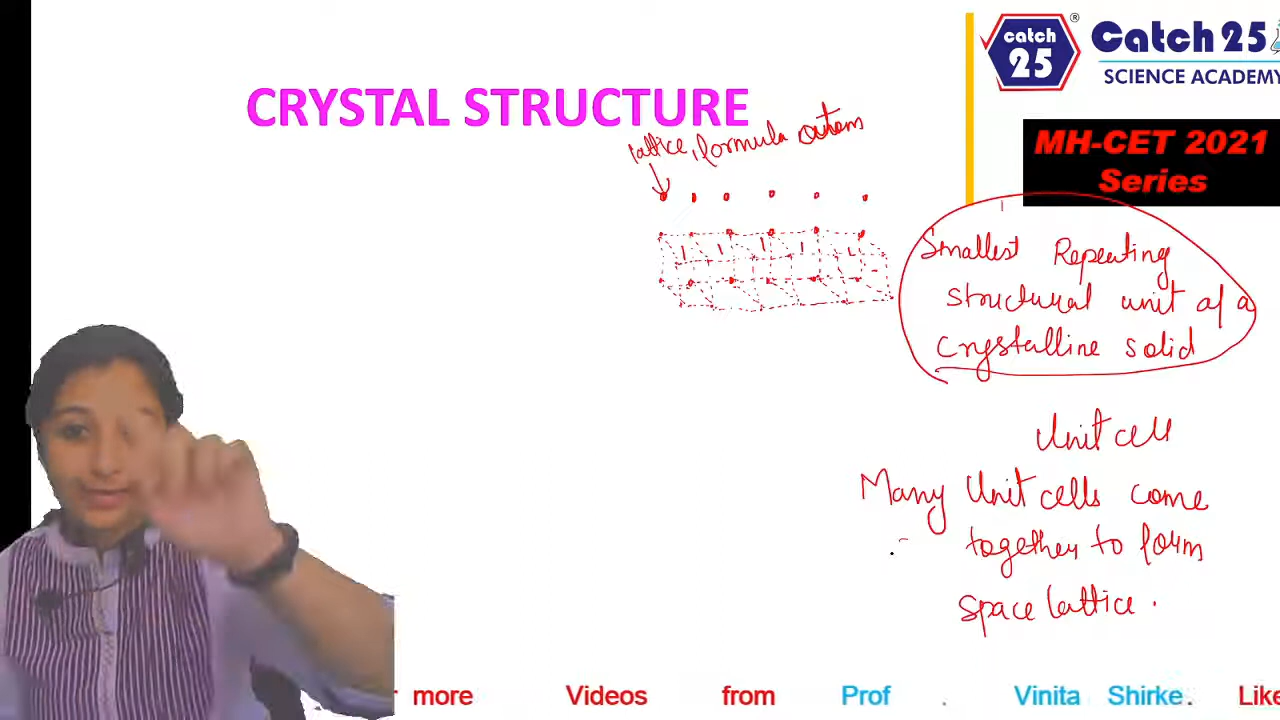 catch
25
®
Catch 25
SCIENCE ACADEMY
CRYSTAL STRUCTURE
MH-CET 2021
Series
lattice, formula
Smallest Repeating
structural unit of a
crystalline solid
Unit cell
Many Unit cells come
together to form
space lattice.
more Videos from Prof . Vinita Shirke. Like